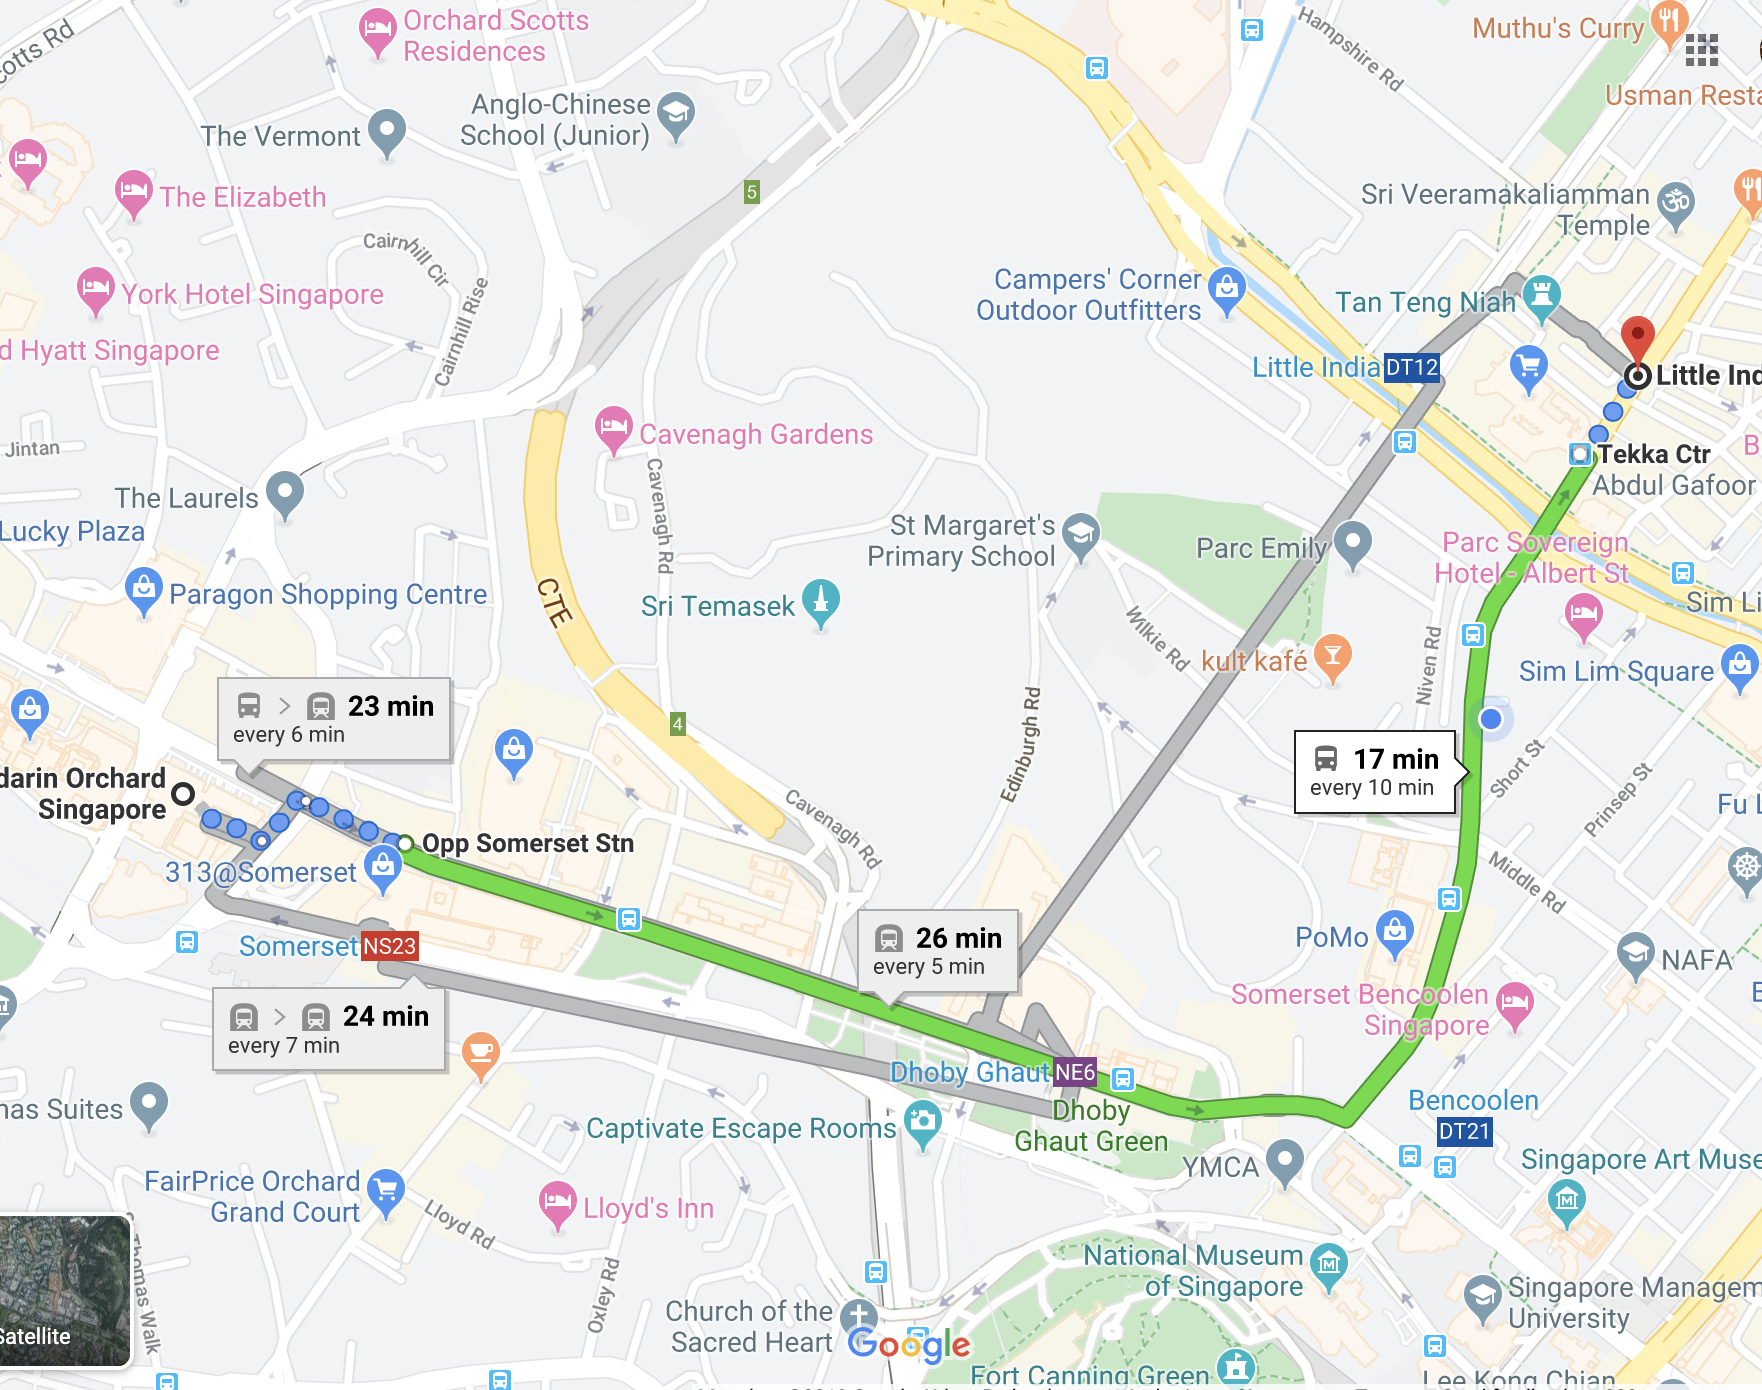 cotts Rd
Orchard Scotts
Residences
Hampshire Rd
Muthu's Curry
Usman Resta
The Vermont
Anglo-Chinese
School (Junior)
5
The Elizabeth
Sri Veeramakaliamman
Temple
Cairnhill Cir
York Hotel Singapore
Cairnhill Rise
Campers' Corner
Outdoor Outfitters
Tan Teng Niah
d Hyatt Singapore
Little India DT12
Little Ind
Jintan
Cavenagh Gardens
Cavenagh Rd
Tekka Ctr
B
Abdul Gafoor
The Laurels
Lucky Plaza
St Margaret's
Primary School
Parc Emily
Parc Sovereign
Hotel - Albert St
Paragon Shopping Centre
CTE
Sri Temasek
Sim Li
Wilkie Rd
kult kafé
Niven Rd
Sim Lim Square
23 min
every 6 min
4
Edinburgh Rd
17 min
every 10 min
Short St
Prinsep St
darin Orchard
Singapore
Fu L
Cavenagh Rd
Opp Somerset Stn
313@Somerset
Middle Rd
Somerset NS23
26 min
every 5 min
PoMo
NAFA
24 min
every 7 min
Somerset Bencoolen
Singapore
Dhoby Ghaut NE6
Dhoby
Ghaut Green
nas Suites
Captivate Escape Rooms
Bencoolen
DT21
YMCA
Singapore Art Muse
FairPrice Orchard
Grand Court
Lloyd Rd
Lloyd's Inn
Thomas Walk
Oxley Rd
National Museum
of Singapore
Singapore Managem
University
Satellite
Church of the
Sacred Heart
Google
Fort Canning Green
Lee Kong Chian